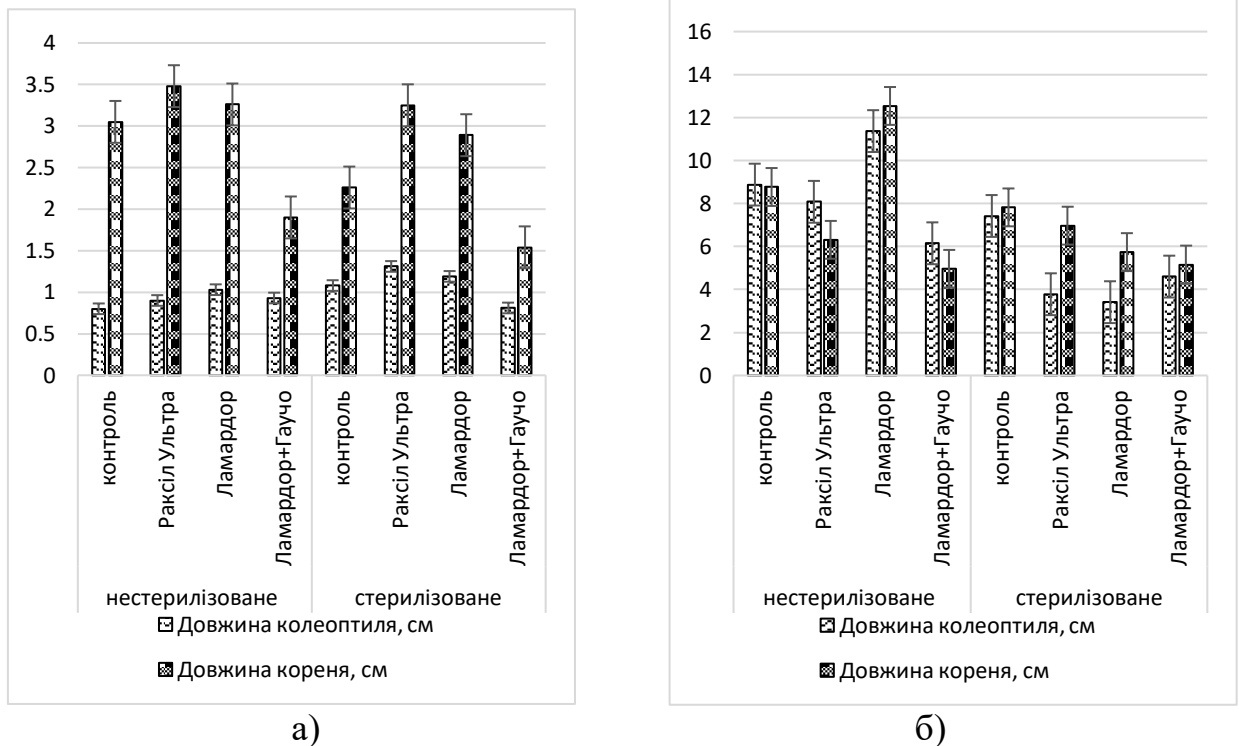 4
3.5
3
2.5
2
1.5
1
0.5
0
контроль
Раксіл Ультра
Ламардор
Ламардор+Гаучо
контроль
Раксіл Ультра
Ламардор
Ламардор+Гаучо
нестерилізоване
стерилізоване
Довжина колеоптиля, см
Довжина кореня, см
а)
16
14
12
10
8
6
4
2
0
контроль
Раксіл Ультра
Ламардор
Ламардор+Гаучо
контроль
Раксіл Ультра
Ламардор
Ламардор+Гаучо
нестерилізоване
стерилізоване
Довжина колеоптиля, см
Довжина кореня, см
б)